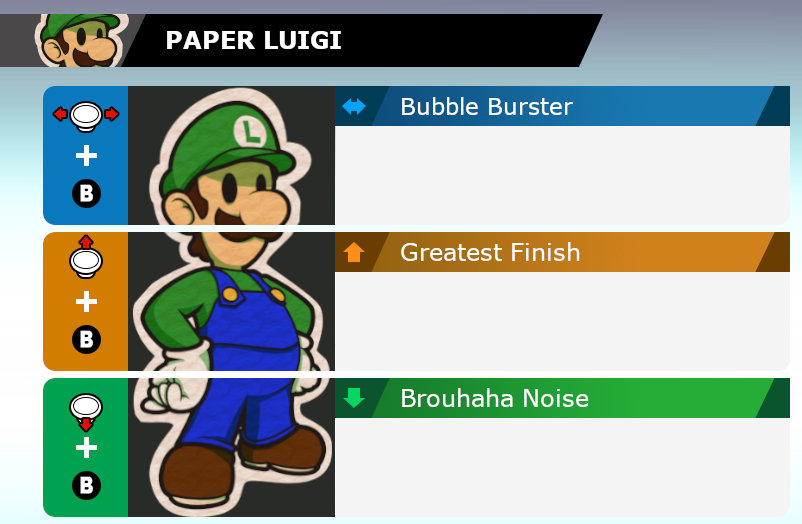 PAPER LUIGI
L
Bubble Burster
+
B
Greatest Finish
+
B
Brouhaha Noise
+
B